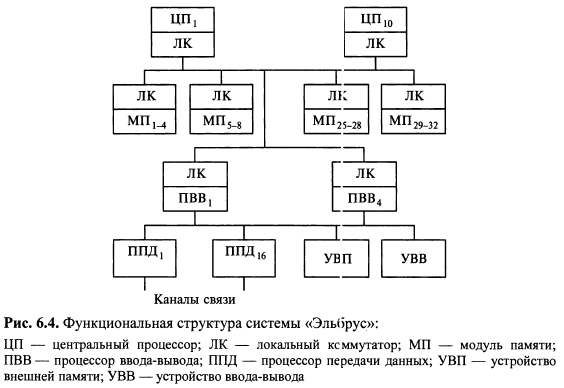 ЦП1 ЦП10
ЛК ЛК
ЛК ЛК ЛК ЛК
МП1–4 МП5–8 МП25–28 МП29–32
ЛК ЛК
ПВВ1 ПВВ4
ППД1 ППД16 УВП УВВ
Каналы связи
Рис. 6.4. Функциональная структура системы «Эльбрус»:
ЦП — центральный процессор; ЛК — локальный коммутатор; МП — модуль памяти;
ПВВ — процессор ввода-вывода; ППД — процессор передачи данных; УВП — устройство
внешней памяти; УВВ — устройство ввода-вывода